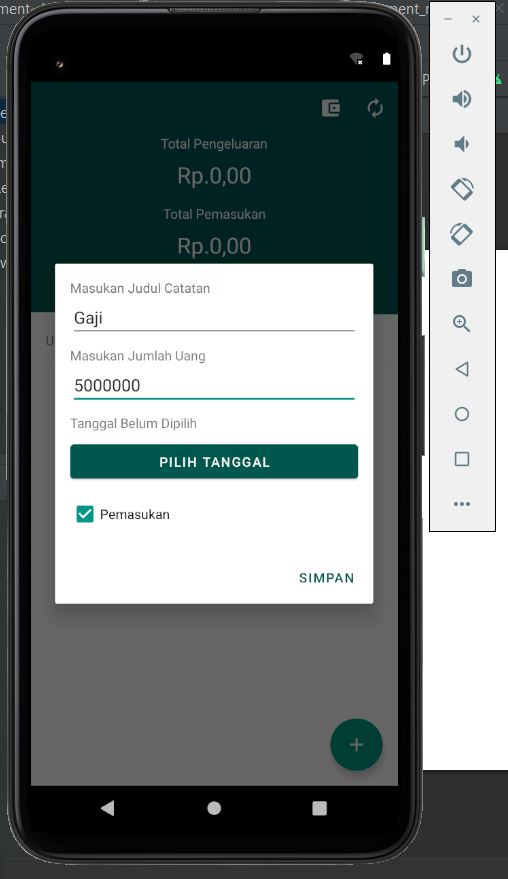 Total Pengeluaran
Rp.0,00
Total Pemasukan
Rp.0,00
Masukan Judul Catatan
Gaji
Masukan Jumlah Uang
5000000
Tanggal Belum Dipilih
PILIH TANGGAL
Pemasukan
SIMPAN